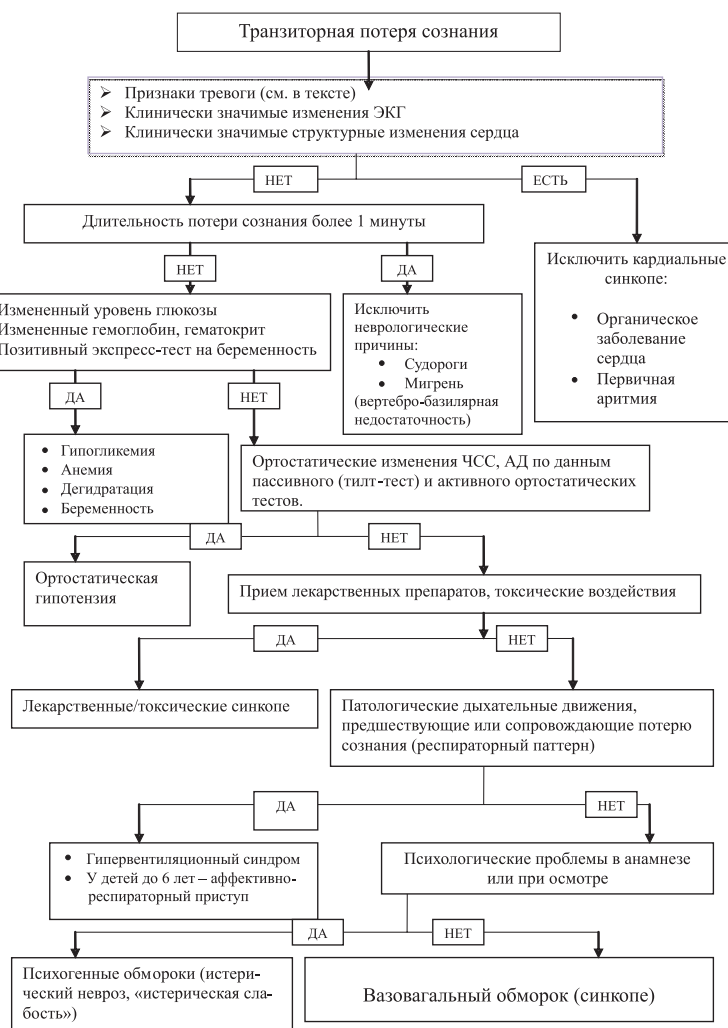 Транзиторная потеря сознания
➢ Признаки тревоги (см. в тексте)
➢ Клинически значимые изменения ЭКГ
➢ Клинически значимые структурные изменения сердца
НЕТ
ЕСТЬ
Длительность потери сознания более 1 минуты
НЕТ
ДА
Исключить кардиальные
синкопе:
• Органическое
заболевание
сердца
• Первичная
аритмия
Измененный уровень глюкозы
Измененные гемоглобин, гематокрит
Позитивный экспресс-тест на беременность
Исключить
неврологические
причины:
• Судороги
• Мигрень
(вертебро-базилярная
недостаточность)
ДА
НЕТ
• Гипогликемия
• Анемия
• Дегидратация
• Беременность
Ортостатические изменения ЧСС, АД по данным
пассивного (тилт-тест) и активного ортостатических
тестов.
ДА
НЕТ
Ортостатическая
гипотензия
Прием лекарственных препаратов, токсические воздействия
ДА
НЕТ
Лекарственные/токсические синкопе
Патологические дыхательные движения,
предшествующие или сопровождающие потерю
сознания (респираторный паттерн)
ДА
НЕТ
• Гипервентиляционный синдром
• У детей до 6 лет – аффективно-
респираторный приступ
Психологические проблемы в анамнезе
или при осмотре
ДА
НЕТ
Психогенные обмороки (истери-
ческий невроз, «истерическая сла-
бость»)
Вазовагальный обморок (синкопе)